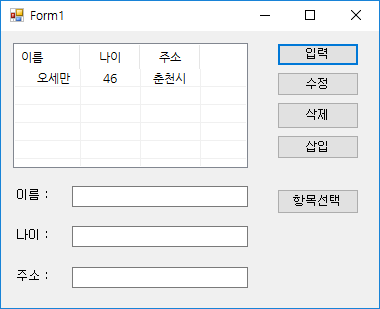 Form1
이름 나이 주소
오세만 46 춘천시
입력
수정
삭제
삽입
항목선택
이름 :
나이 :
주소 :